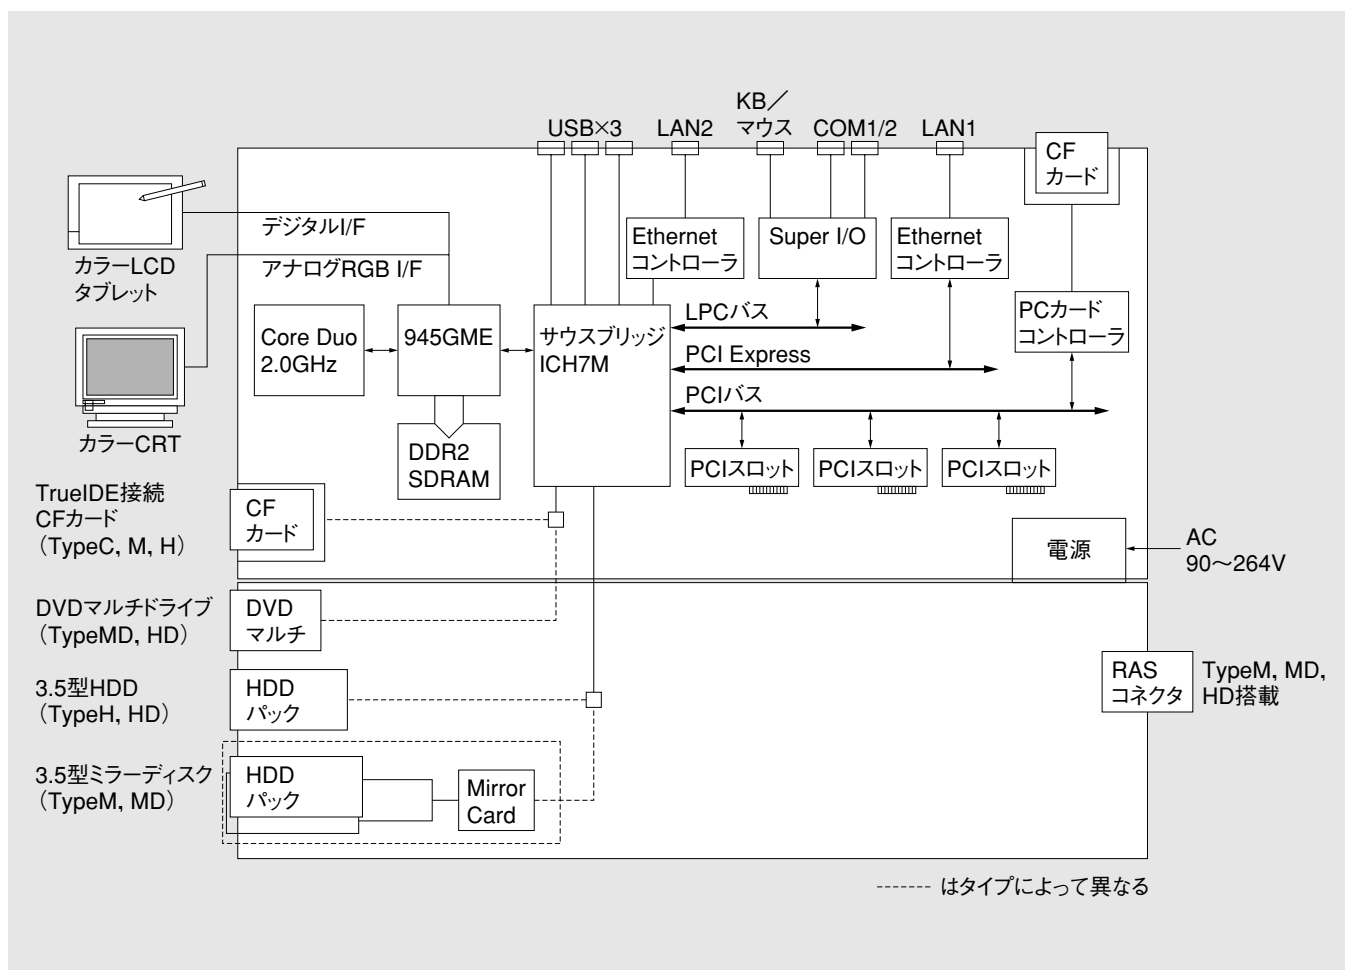 USB×3
LAN2
KB／
マウス
COM1/2
LAN1
CF
カード
デジタルI/F
アナログRGB I/F
カラーLCD
タブレット
カラーCRT
Ethernet
コントローラ
Super I/O
Ethernet
コントローラ
PCカード
コントローラ
Core Duo
2.0GHz
945GME
サウスブリッジ
ICH7M
LPCバス
PCI Express
PCIバス
DDR2
SDRAM
PCIスロット
PCIスロット
PCIスロット
TrueIDE接続
CFカード
（TypeC, M, H）
CF
カード
電源
AC
90〜264V
DVDマルチドライブ
（TypeMD, HD）
DVD
マルチ
3.5型HDD
（TypeH, HD）
HDD
パック
RAS
コネクタ
TypeM, MD,
HD搭載
3.5型ミラーディスク
（TypeM, MD）
HDD
パック
Mirror
Card
はタイプによって異なる